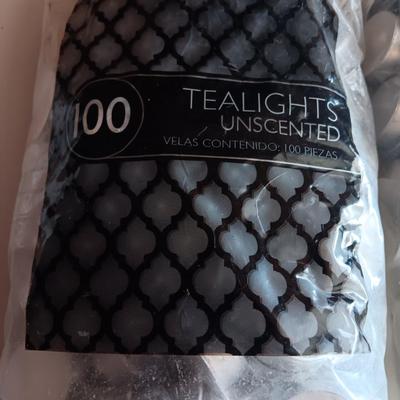 100
TEALIGHTS
UNSCENTED
VELAS CONTENIDO: 100 PIEZAS